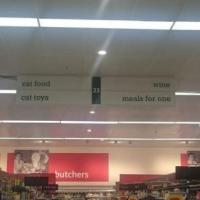 cat food
cat toys
23
wine
meals for one
butchers